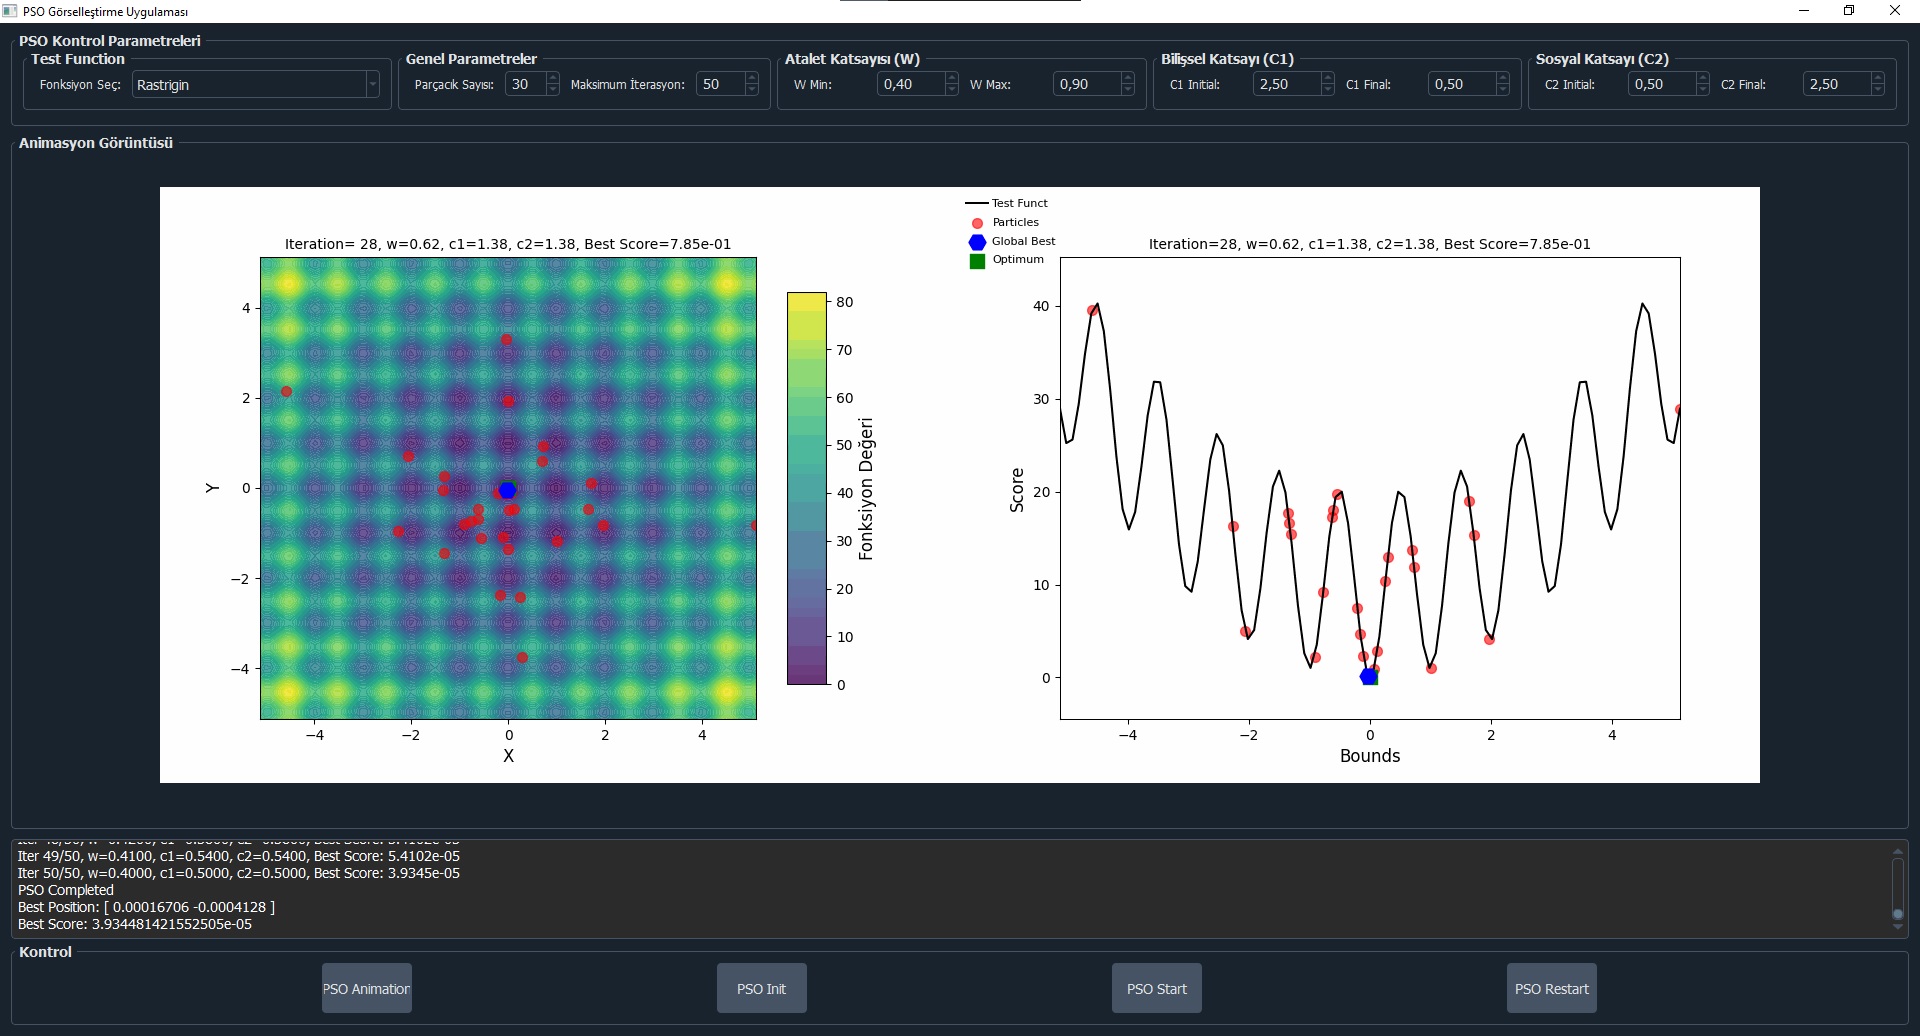 PSO Görselleştirme Uygulaması
PSO Kontrol Parametreleri
Test Function
Fonksiyon Seç: Rastrigin
Genel Parametreler
Parçacık Sayısı: 30 Maksimum İterasyon: 50
Atalet Katsayısı (W)
W Min: 0,40 W Max: 0,90
Bilişsel Katsayı (C1)
C1 Initial: 2,50 C1 Final: 0,50
Sosyal Katsayı (C2)
C2 Initial: 0,50 C2 Final: 2,50
Animasyon Görüntüsü
Iteration= 28, w=0.62, c1=1.38, c2=1.38, Best Score=7.85e-01
4
2
0
−2
−4
Y
−4 −2 0 2 4
X
80
70
60
50
40
30
20
10
0
Fonksiyon Değeri
Test Funct
Particles
Global Best
Optimum
Iteration=28, w=0.62, c1=1.38, c2=1.38, Best Score=7.85e-01
40
30
20
10
0
Score
−4 −2 0 2 4
Bounds
Iter 49/50, w=0.4100, c1=0.5400, c2=0.5400, Best Score: 5.4102e-05
Iter 50/50, w=0.4000, c1=0.5000, c2=0.5000, Best Score: 3.9345e-05
PSO Completed
Best Position: [ 0.00016706 -0.0004128 ]
Best Score: 3.934481421552505e-05
Kontrol
PSO Animation
PSO Init
PSO Start
PSO Restart